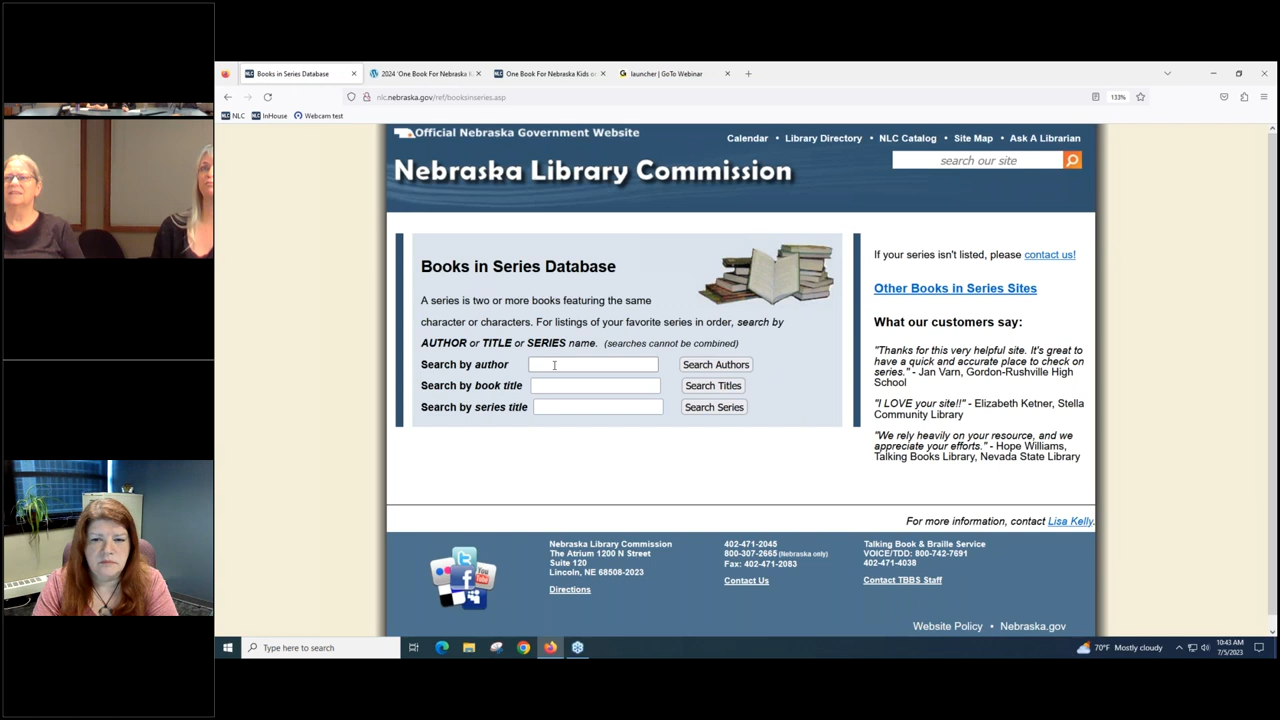 Books in Series Database
2024 'One Book For Nebraska K
One Book For Nebraska Kids or
launcher | GoTo Webinar
nlc.nebraska.gov/ref/booksinseries.asp
133%
NLC
InHouse
Webcam test
Official Nebraska Government Website
Calendar • Library Directory • NLC Catalog • Site Map • Ask A Librarian
search our site
Nebraska Library Commission
Books in Series Database
A series is two or more books featuring the same
character or characters. For listings of your favorite series in order, search by
AUTHOR or TITLE or SERIES name. (searches cannot be combined)
Search by author
Search Authors
Search by book title
Search Titles
Search by series title
Search Series
If your series isn't listed, please contact us!
Other Books in Series Sites
What our customers say:
"Thanks for this very helpful site. It's great to
have a quick and accurate place to check on
series." - Jan Varn, Gordon-Rushville High
School
"I LOVE your site!!" - Elizabeth Ketner, Stella
Community Library
"We rely heavily on your resource, and we
appreciate your efforts." - Hope Williams,
Talking Books Library, Nevada State Library
For more information, contact Lisa Kelly.
Nebraska Library Commission
The Atrium 1200 N Street
Suite 120
Lincoln, NE 68508-2023
Directions
402-471-2045
800-307-2665 (Nebraska only)
Fax: 402-471-2083
Contact Us
Talking Book & Braille Service
VOICE/TDD: 800-742-7691
402-471-4038
Contact TBBS Staff
You
Tube
Website Policy • Nebraska.gov
Type here to search
70°F Mostly cloudy
10:43 AM
7/5/2023